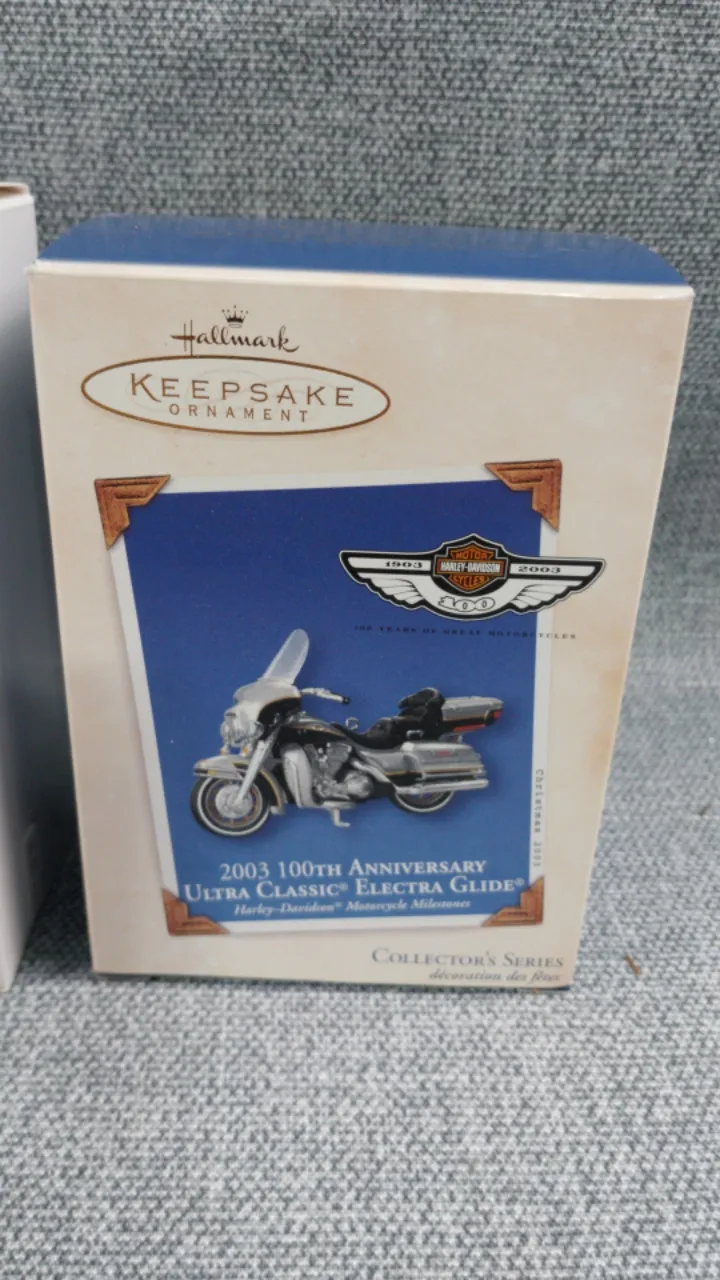 Hallmark
KEEPSAKE
ORNAMENT
MOTOR
1903 HARLEY-DAVIDSON 2003
CYCLES
100
100 YEARS OF GREAT MOTORCYCLES
Christmas 2003
2003 100TH ANNIVERSARY
ULTRA CLASSIC® ELECTRA GLIDE®
Harley-Davidson® Motorcycle Milestones
COLLECTOR'S SERIES
décoration des fêtes